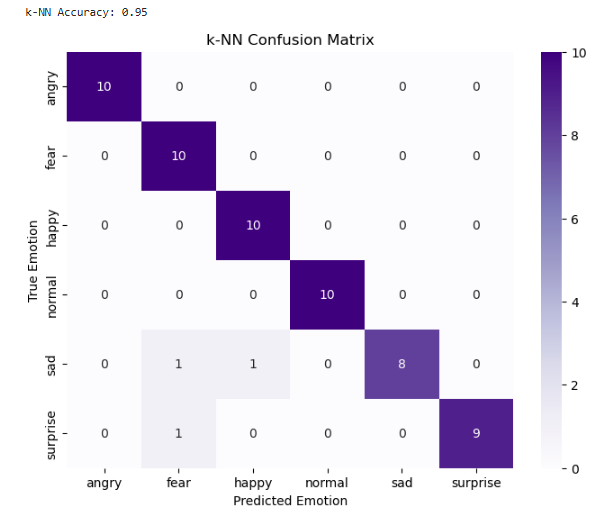 k-NN Accuracy: 0.95
k-NN Confusion Matrix
True Emotion
angry 10 0 0 0 0 0
fear 0 10 0 0 0 0
happy 0 0 10 0 0 0
normal 0 0 0 10 0 0
sad 0 1 1 0 8 0
surprise 0 1 0 0 0 9
angry fear happy normal sad surprise
Predicted Emotion
10
8
6
4
2
0